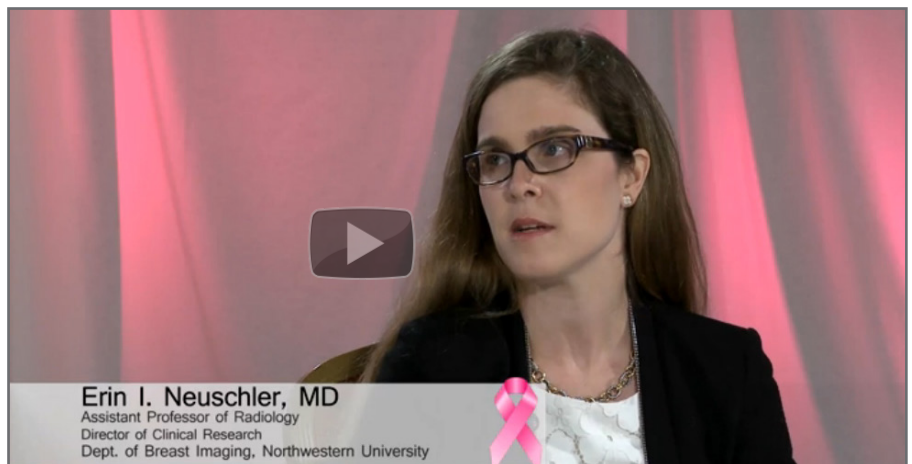 Erin I. Neuschler, MD
Assistant Professor of Radiology
Director of Clinical Research
Dept. of Breast Imaging, Northwestern University